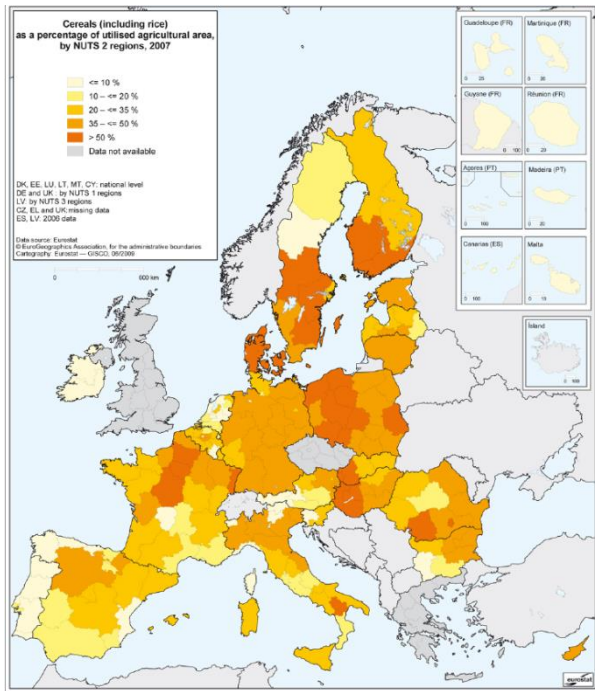 Cereals (including rice)
as a percentage of utilised agricultural area,
by NUTS 2 regions, 2007
<= 10 %
10 – <= 20 %
20 – <= 35 %
35 – <= 50 %
> 50 %
Data not available
DK, EE, LU, LT, MT, CY: national level
DE and UK : by NUTS 1 regions
LV: by NUTS 3 regions
CZ, EL and UK:missing data
ES, LV: 2006 data
Data source: Eurostat
© EuroGeographics Association, for the administrative boundaries
Cartography: Eurostat — GISCO, 06/2009
0 600 km
Guadeloupe (FR)
0 25
Martinique (FR)
0 20
Guyane (FR)
0 100
Réunion (FR)
0 20
Açores (PT)
0 100
Madeira (PT)
0 20
Canarias (ES)
0 100
Malta
0 10
Ísland
0 100
eurostat